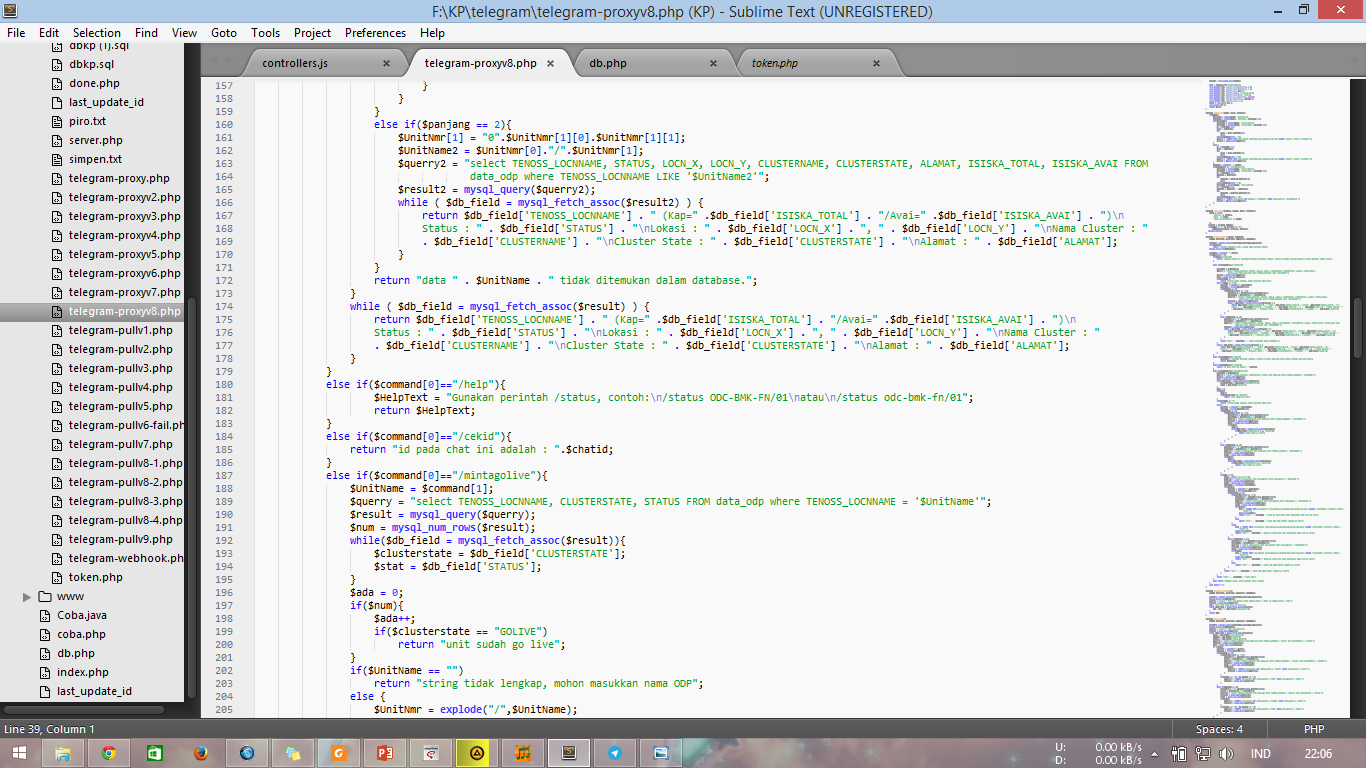 F:\KP\telegram\telegram-proxyv8.php (KP) - Sublime Text (UNREGISTERED)
File Edit Selection Find View Goto Tools Project Preferences Help
dbkp (1).sql
dbkp.sql
done.php
last_update_id
piro.txt
server.php
simpen.txt
telegram-proxy.php
telegram-proxyv2.php
telegram-proxyv3.php
telegram-proxyv4.php
telegram-proxyv5.php
telegram-proxyv6.php
telegram-proxyv7.php
telegram-proxyv8.php
telegram-pullv1.php
telegram-pullv2.php
telegram-pullv3.php
telegram-pullv4.php
telegram-pullv5.php
telegram-pullv6-fail.ph
telegram-pullv7.php
telegram-pullv8-1.php
telegram-pullv8-2.php
telegram-pullv8-3.php
telegram-pullv8-4.php
telegram-pullv9.php
telegram-webhook.ph
token.php
www
Coba.java
coba.php
db.php
index.php
last_update_id
controllers.js telegram-proxyv8.php db.php token.php
157 }
158 }
159 }
160 else if($panjang == 2){
161 $UnitNmr[1] = "0".$UnitNmr[1][0].$UnitNmr[1][1];
162 $UnitName2 = $UnitNmr[0]."/".$UnitNmr[1];
163 $querry2 = "select TENOSS_LOCNNAME, STATUS, LOCN_X, LOCN_Y, CLUSTERNAME, CLUSTERSTATE, ALAMAT, ISISKA_TOTAL, ISISKA_AVAI FROM
164 data_odp where TENOSS_LOCNNAME LIKE '$UnitName2'";
165 $result2 = mysql_query($querry2);
166 while ( $db_field = mysql_fetch_assoc($result2) ) {
167 return $db_field['TENOSS_LOCNNAME'] . " (Kap=" .$db_field['ISISKA_TOTAL'] . "/Avai=" .$db_field['ISISKA_AVAI'] . ")\n
168 Status : " . $db_field['STATUS'] . "\nLokasi : " . $db_field['LOCN_X'] . ", " . $db_field['LOCN_Y'] . "\nNama Cluster : "
169 . $db_field['CLUSTERNAME'] . "\nCluster State : " . $db_field['CLUSTERSTATE'] . "\nAlamat : " . $db_field['ALAMAT'];
170 }
171 }
172 return "data " . $UnitName . " tidak ditemukan dalam database.";
173 }
174 while ( $db_field = mysql_fetch_assoc($result) ) {
175 return $db_field['TENOSS_LOCNNAME'] . " (Kap=" .$db_field['ISISKA_TOTAL'] . "/Avai=" .$db_field['ISISKA_AVAI'] . ")\n
176 Status : " . $db_field['STATUS'] . "\nLokasi : " . $db_field['LOCN_X'] . ", " . $db_field['LOCN_Y'] . "\nNama Cluster : "
177 . $db_field['CLUSTERNAME'] . "\nCluster State : " . $db_field['CLUSTERSTATE'] . "\nAlamat : " . $db_field['ALAMAT'];
178 }
179 }
180 else if($command[0]=="/help"){
181 $HelpText = "Gunakan perintah /status, contoh:\n/status ODC-BMK-FN/01\natau\n/status odc-bmk-fn/01";
182 return $HelpText;
183 }
184 else if($command[0]=="/cekid"){
185 return "id pada chat ini adalah : ".$chatid;
186 }
187 else if($command[0]=="/mintagolive"){
188 $UnitName = $command[1];
189 $querry = "select TENOSS_LOCNNAME, CLUSTERSTATE, STATUS FROM data_odp where TENOSS_LOCNNAME = '$UnitName'";
190 $result = mysql_query($querry);
191 $num = mysql_num_rows($result);
192 while($db_field = mysql_fetch_assoc($result)){
193 $clusterstate = $db_field['CLUSTERSTATE'];
194 $stat = $db_field['STATUS'];
195 }
196 $ada = 0;
197 if($num){
198 $ada++;
199 if($clusterstate == "GOLIVE")
200 return "unit sudah go live";
201 }
202 if($UnitName == "")
203 return "string tidak lengkap, mohon masukkan nama ODP";
204 else {
205 $UnitNmr = explode("/",$UnitName);
Line 39, Column 1 Spaces: 4 PHP
U: 0.00 kB/s
D: 0.00 kB/s
IND 22:06